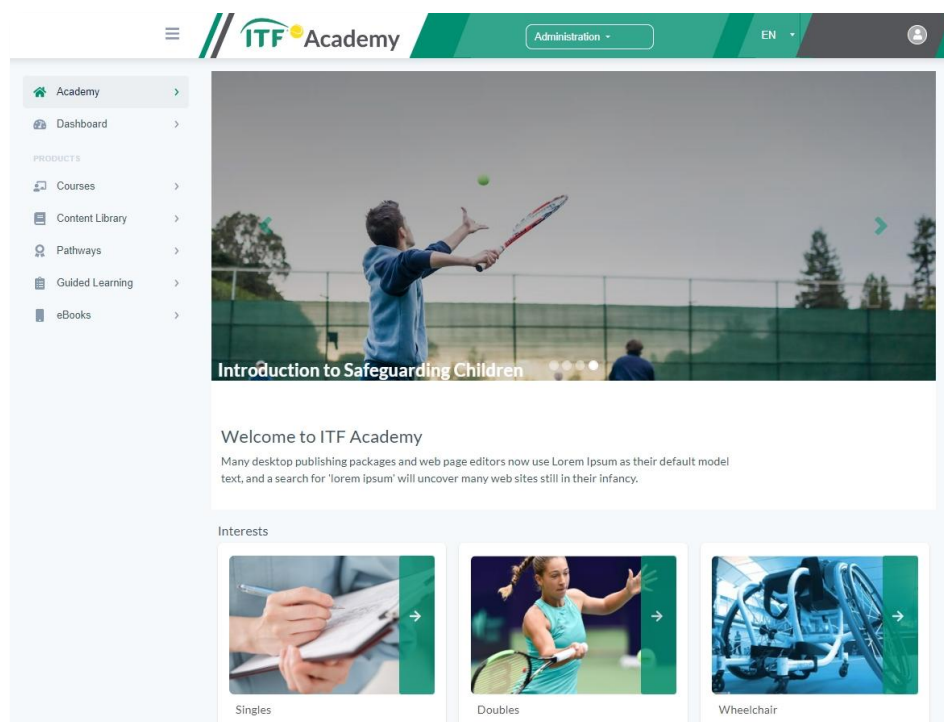 ITF Academy
Administration
EN
Academy
Dashboard
PRODUCTS
Courses
Content Library
Pathways
Guided Learning
eBooks
Introduction to Safeguarding Children
Welcome to ITF Academy
Many desktop publishing packages and web page editors now use Lorem Ipsum as their default model
text, and a search for 'lorem ipsum' will uncover many web sites still in their infancy.
Interests
Singles
Doubles
Wheelchair